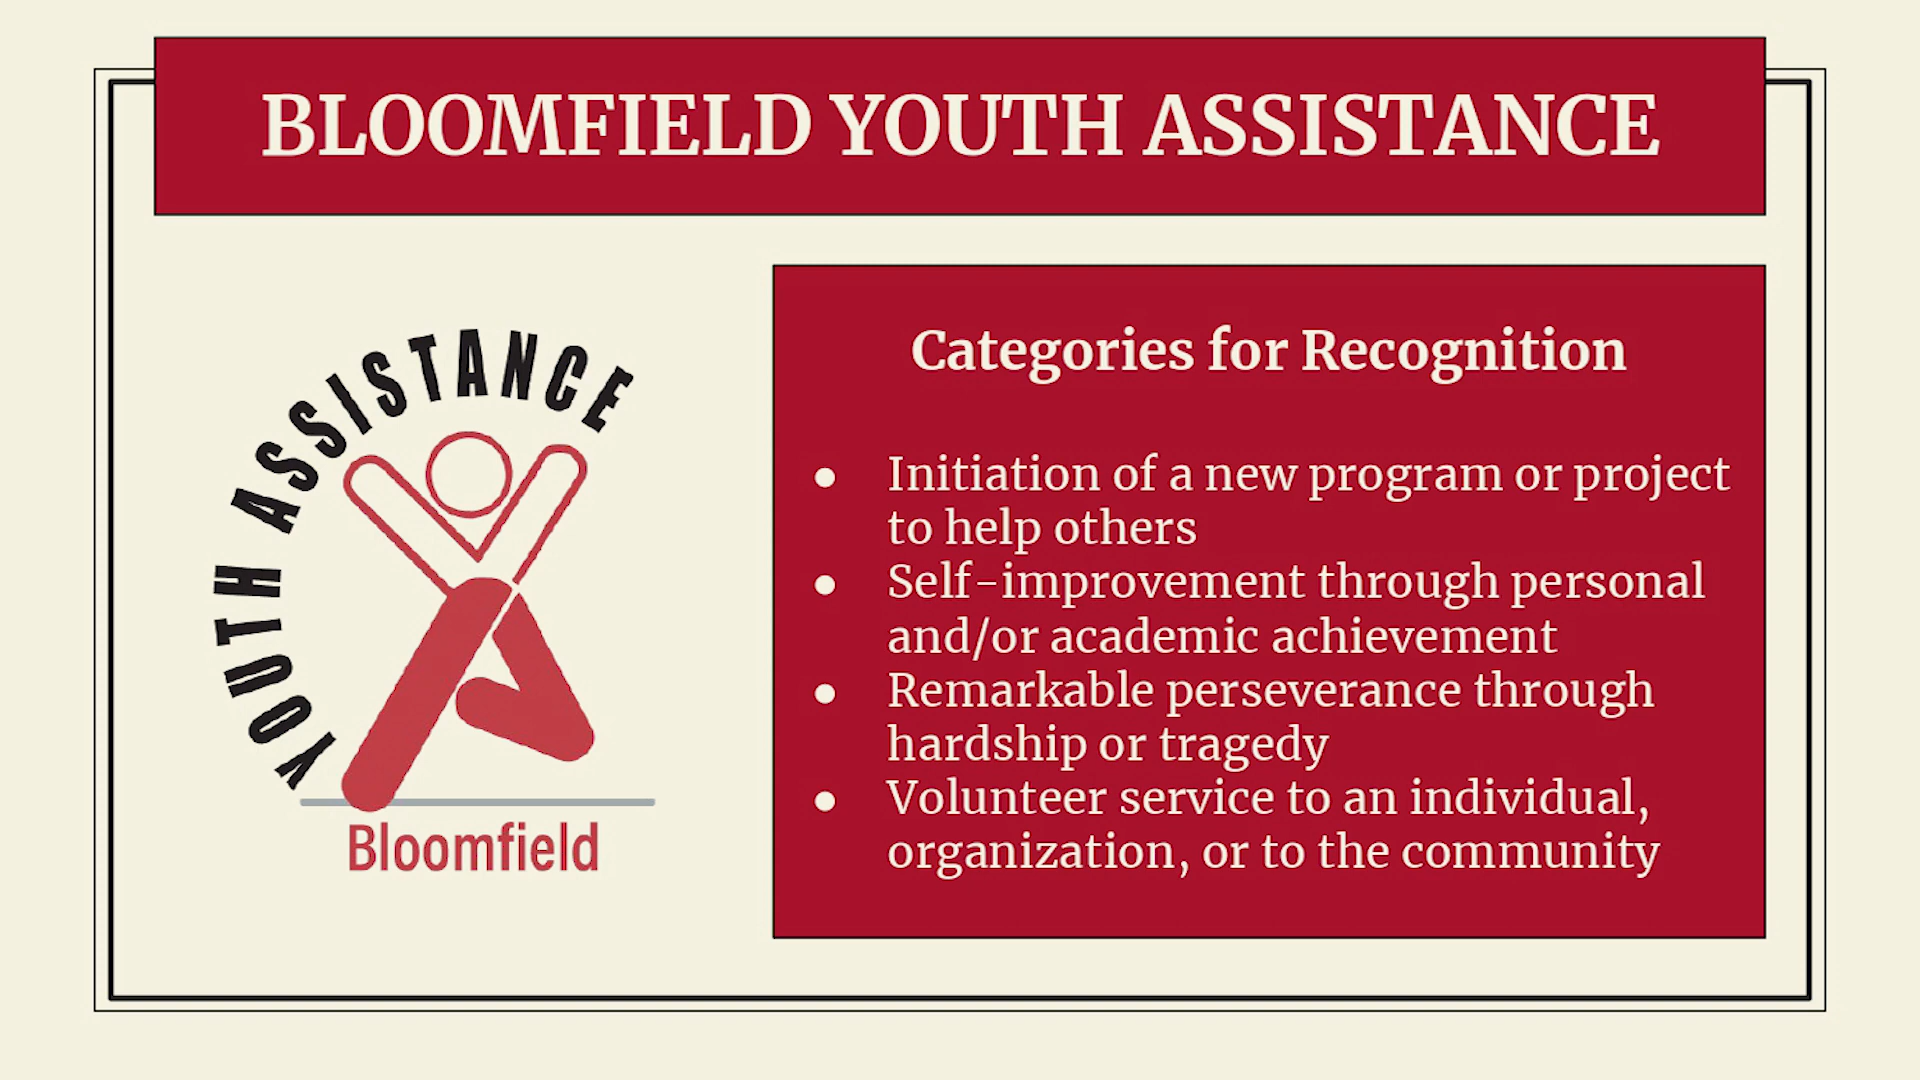 BLOOMFIELD YOUTH ASSISTANCE
YOUTH ASSISTANCE
Bloomfield
Categories for Recognition
● Initiation of a new program or project
to help others
● Self-improvement through personal
and/or academic achievement
● Remarkable perseverance through
hardship or tragedy
● Volunteer service to an individual,
organization, or to the community